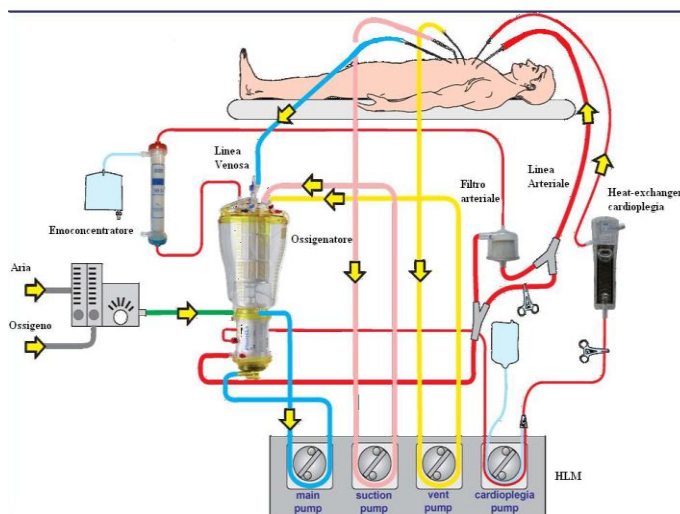 Linea
Venosa
Filtro
arteriale
Linea
Arteriale
Heat-exchanger
cardioplegia
Emoconcentratore
Ossigenatore
Aria
Ossigeno
HLM
main
pump
suction
pump
vent
pump
cardioplegia
pump